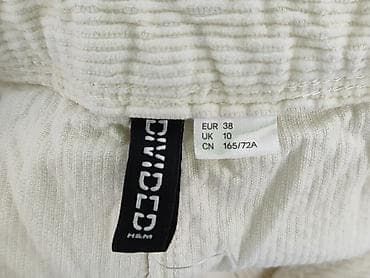 DIVIDED
H&M
EUR 38
UK 10
CN 165/72A